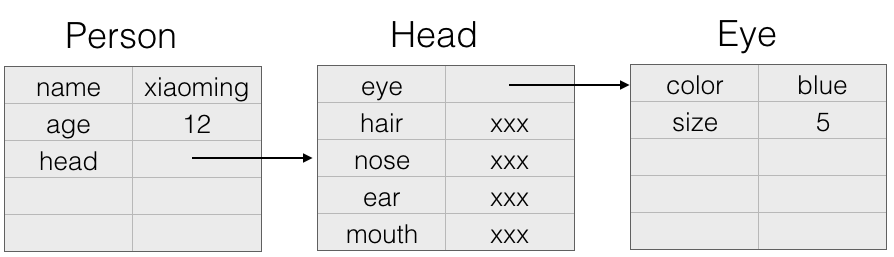 Person
name xiaoming
age 12
head
Head
eye
hair xxx
nose xxx
ear xxx
mouth xxx
Eye
color blue
size 5